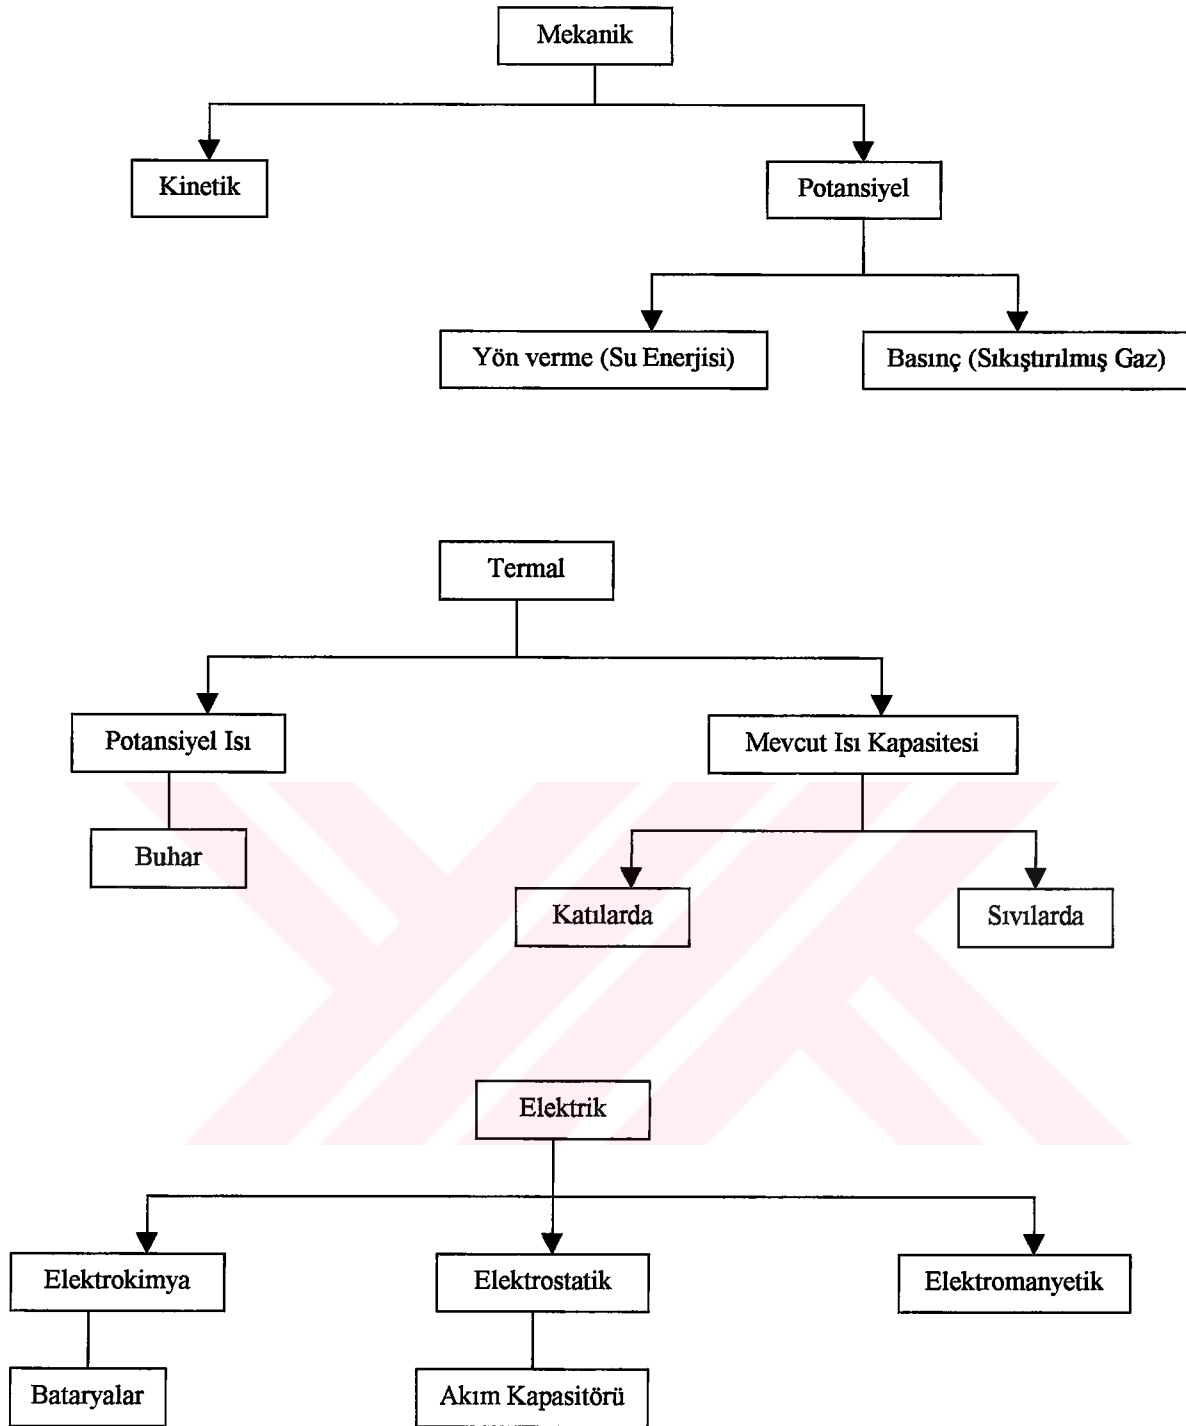 Mekanik
Kinetik
Potansiyel
Yön verme (Su Enerjisi)
Basınç (Sıkıştırılmış Gaz)
Termal
Potansiyel Isı
Mevcut Isı Kapasitesi
Buhar
Katılarda
Sıvılarda
Elektrik
Elektrokimya
Elektrostatik
Elektromanyetik
Bataryalar
Akım Kapasitörü